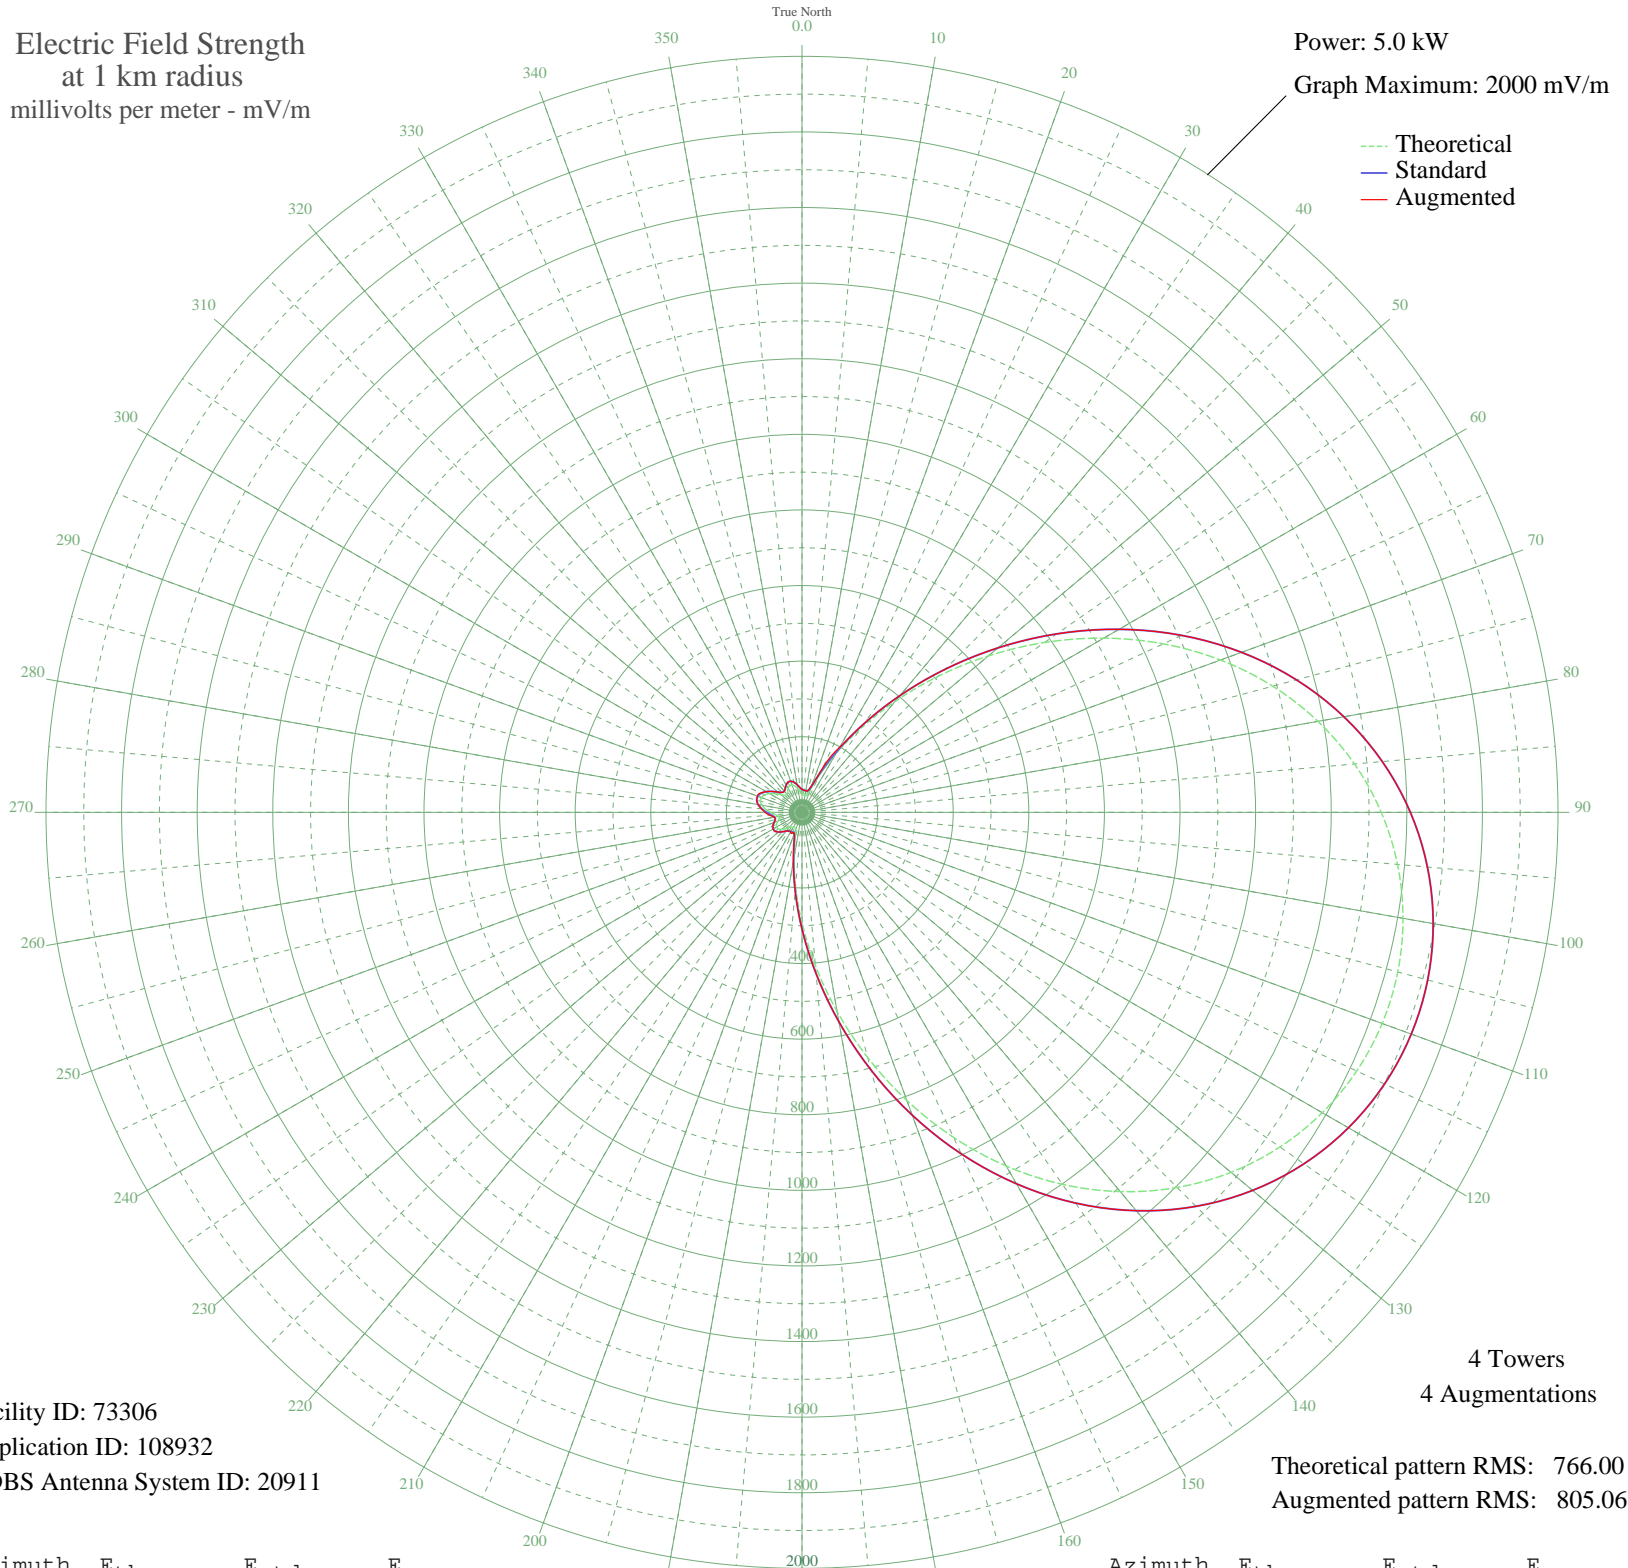 Electric Field Strength
at 1 km radius
millivolts per meter - mV/m
True North
0.0
10
20
30
40
50
60
70
80
90
100
110
120
130
140
150
160
200
210
220
230
240
250
260
270
280
290
300
310
320
330
340
350
Power: 5.0 kW
Graph Maximum: 2000 mV/m
Theoretical
Standard
Augmented
400
600
800
1000
1200
1400
1600
1800
2000
4 Towers
4 Augmentations
cility ID: 73306
plication ID: 108932
DBS Antenna System ID: 20911
Theoretical pattern RMS: 766.00
Augmented pattern RMS: 805.06
imuth E E E
Azimuth E E E